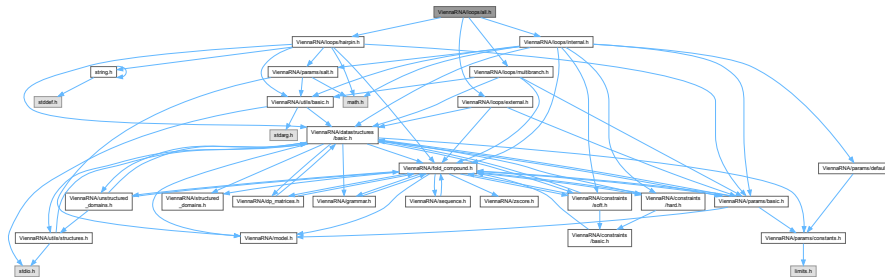 ViennaRNA/loops/all.h
ViennaRNA/loops/hairpin.h
ViennaRNA/loops/internal.h
string.h
ViennaRNA/params/salt.h
ViennaRNA/loops/multibranch.h
stddef.h
ViennaRNA/utils/basic.h
math.h
ViennaRNA/loops/external.h
stdarg.h
ViennaRNA/datastructures
/basic.h
ViennaRNA/fold_compound.h
ViennaRNA/params/default.h
ViennaRNA/unstructured
_domains.h
ViennaRNA/structured
_domains.h
ViennaRNA/dp_matrices.h
ViennaRNA/grammar.h
ViennaRNA/sequence.h
ViennaRNA/zscore.h
ViennaRNA/constraints
/soft.h
ViennaRNA/constraints
/hard.h
ViennaRNA/params/basic.h
ViennaRNA/utils/structures.h
ViennaRNA/model.h
ViennaRNA/constraints
/basic.h
ViennaRNA/params/constants.h
stdio.h
limits.h